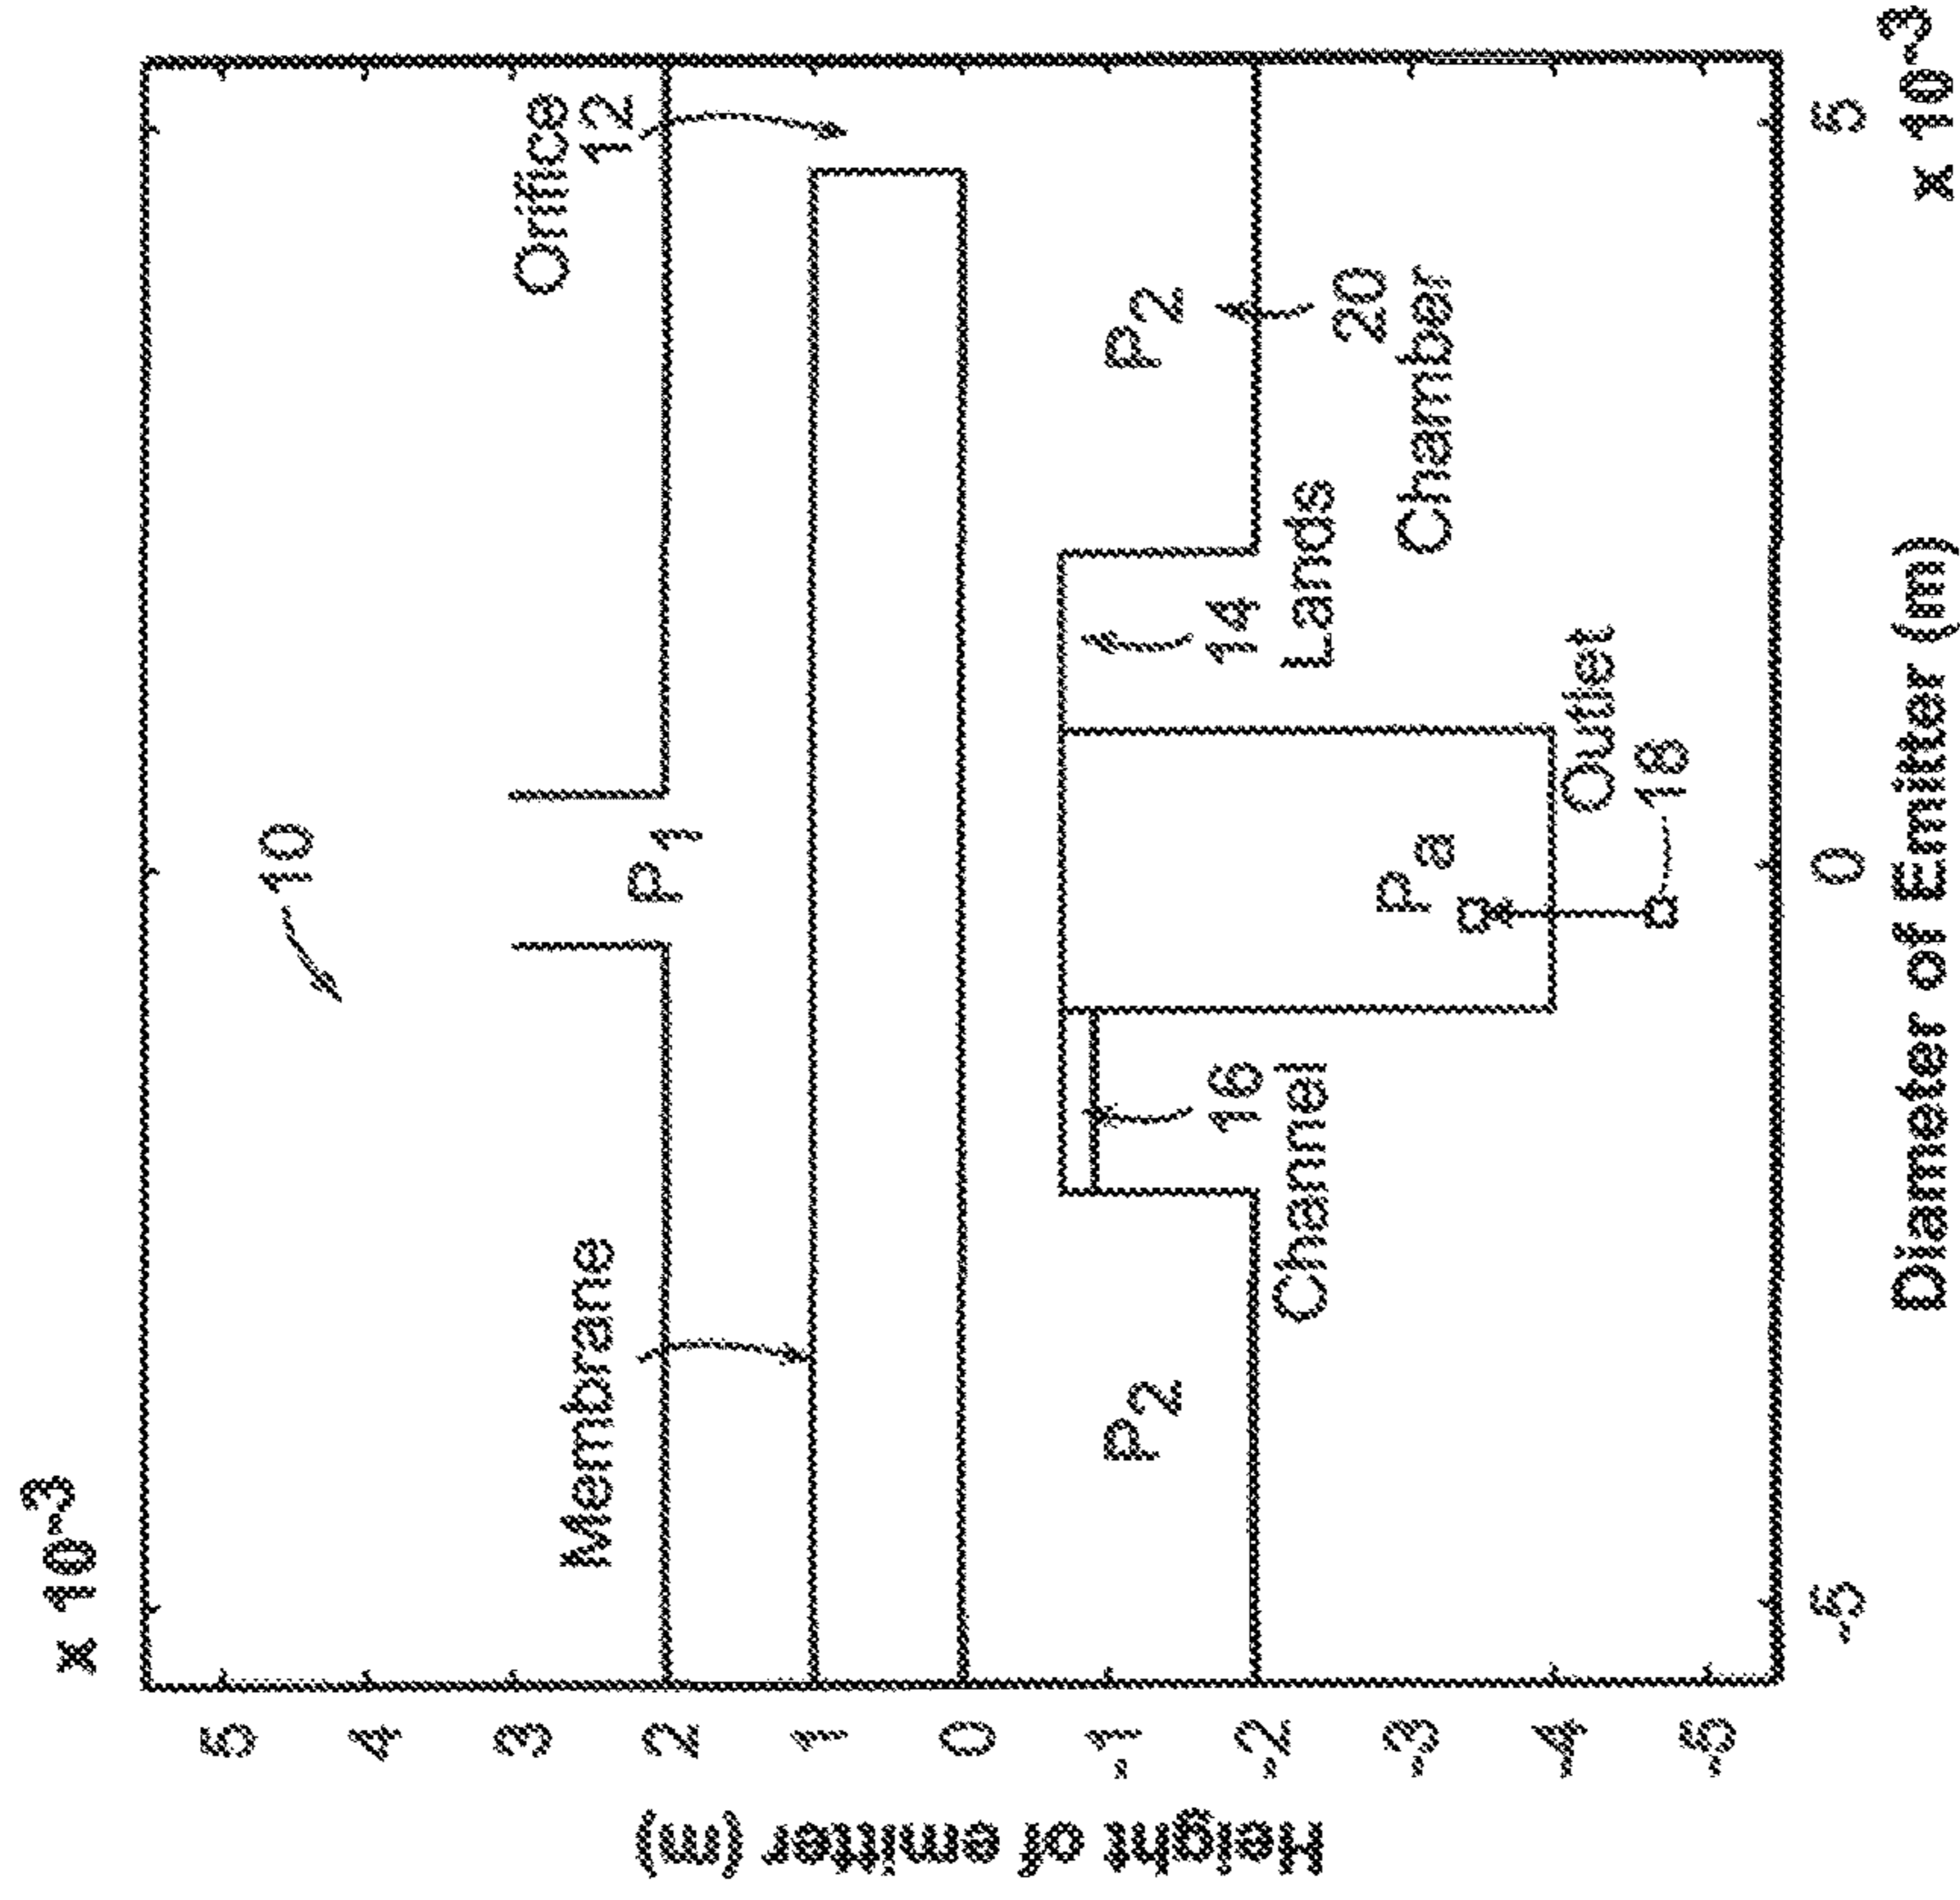 x 10-3
5
4
3
2
1
0
-1
-2
-3
-4
-5
Height of emitter (m)
10
Membrane
P1
Orifice
12
P2
P2
16
Channel
14
Lands
20
Chamber
Pa
Outlet
18
-5
0
5
x 10-3
Diameter of Emitter (m)